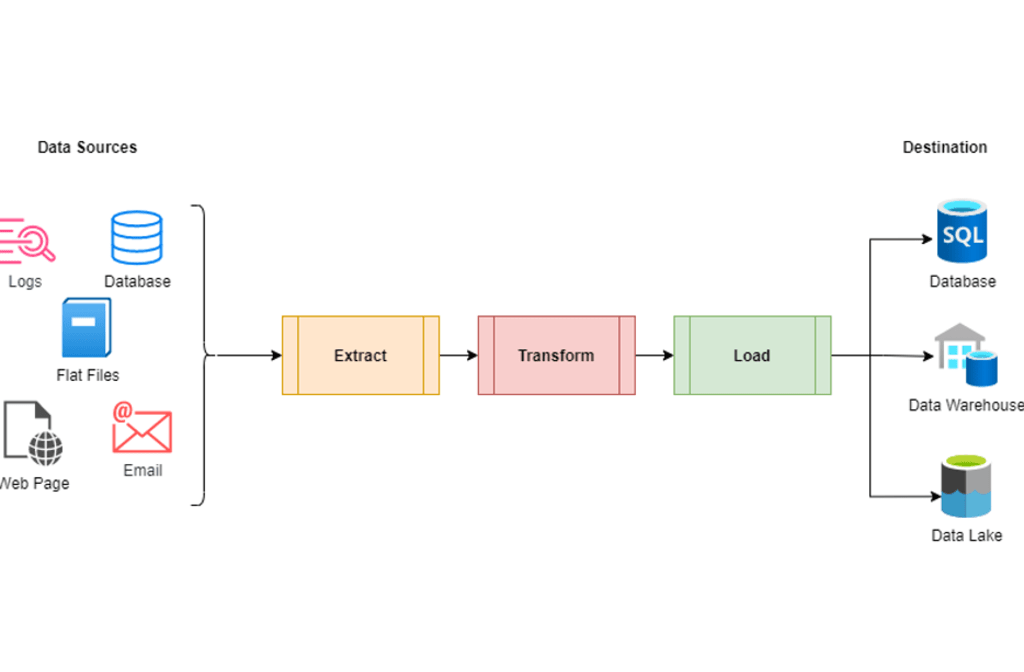 Data Sources
Destination
Logs
Database
Flat Files
Web Page
@
Email
Extract
Transform
Load
SQL
Database
Data Warehouse
Data Lake